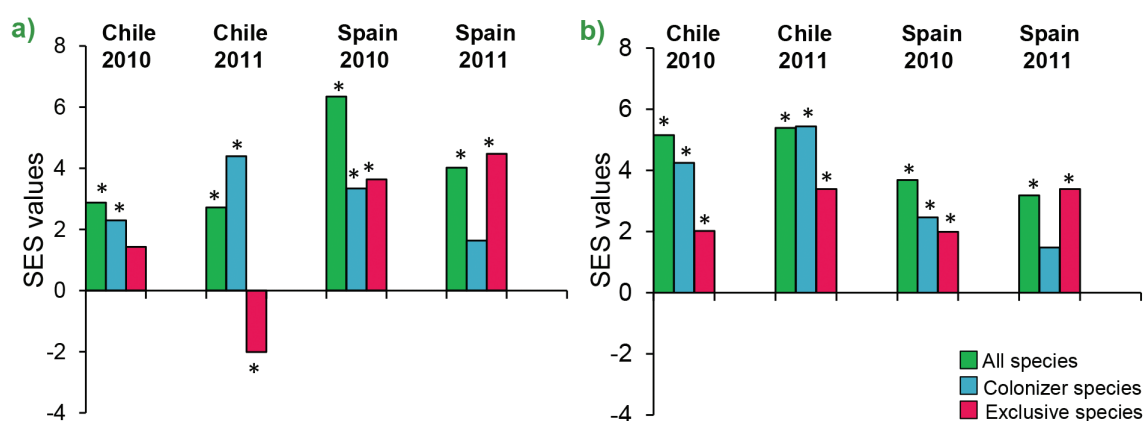 a)
Chile Chile Spain Spain
2010 2011 2010 2011
SES values
8
6
4
2
0
-2
-4
* * * * * * * * * *
b)
Chile Chile Spain Spain
2010 2011 2010 2011
SES values
8
6
4
2
0
-2
-4
* * * * * * * * * * *
All species
Colonizer species
Exclusive species